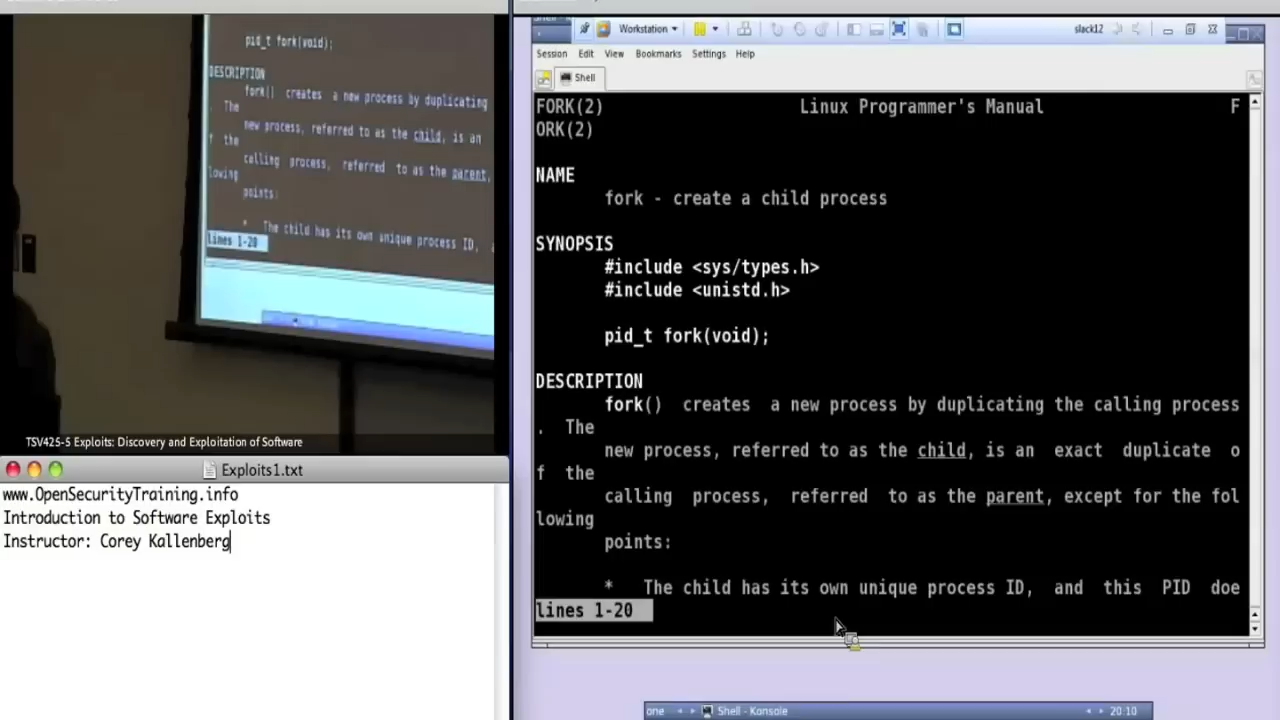 pid_t fork(void);
DESCRIPTION
fork() creates a new process by duplicating
. The
new process, referred to as the child, is an
f the
calling process, referred to as the parent,
lowing
points:
* The child has its own unique process ID,
lines 1-20
TSV425-S Exploits: Discovery and Exploitation of Software
Exploits1.txt
www.OpenSecurityTraining.info
Introduction to Software Exploits
Instructor: Corey Kallenberg
Workstation
slack12
Session Edit View Bookmarks Settings Help
Shell
FORK(2) Linux Programmer's Manual F
ORK(2)
NAME
fork - create a child process
SYNOPSIS
#include <sys/types.h>
#include <unistd.h>
pid_t fork(void);
DESCRIPTION
fork() creates a new process by duplicating the calling process
. The
new process, referred to as the child, is an exact duplicate o
f the
calling process, referred to as the parent, except for the fol
lowing
points:
* The child has its own unique process ID, and this PID doe
lines 1-20
one Shell - Konsole 20:10